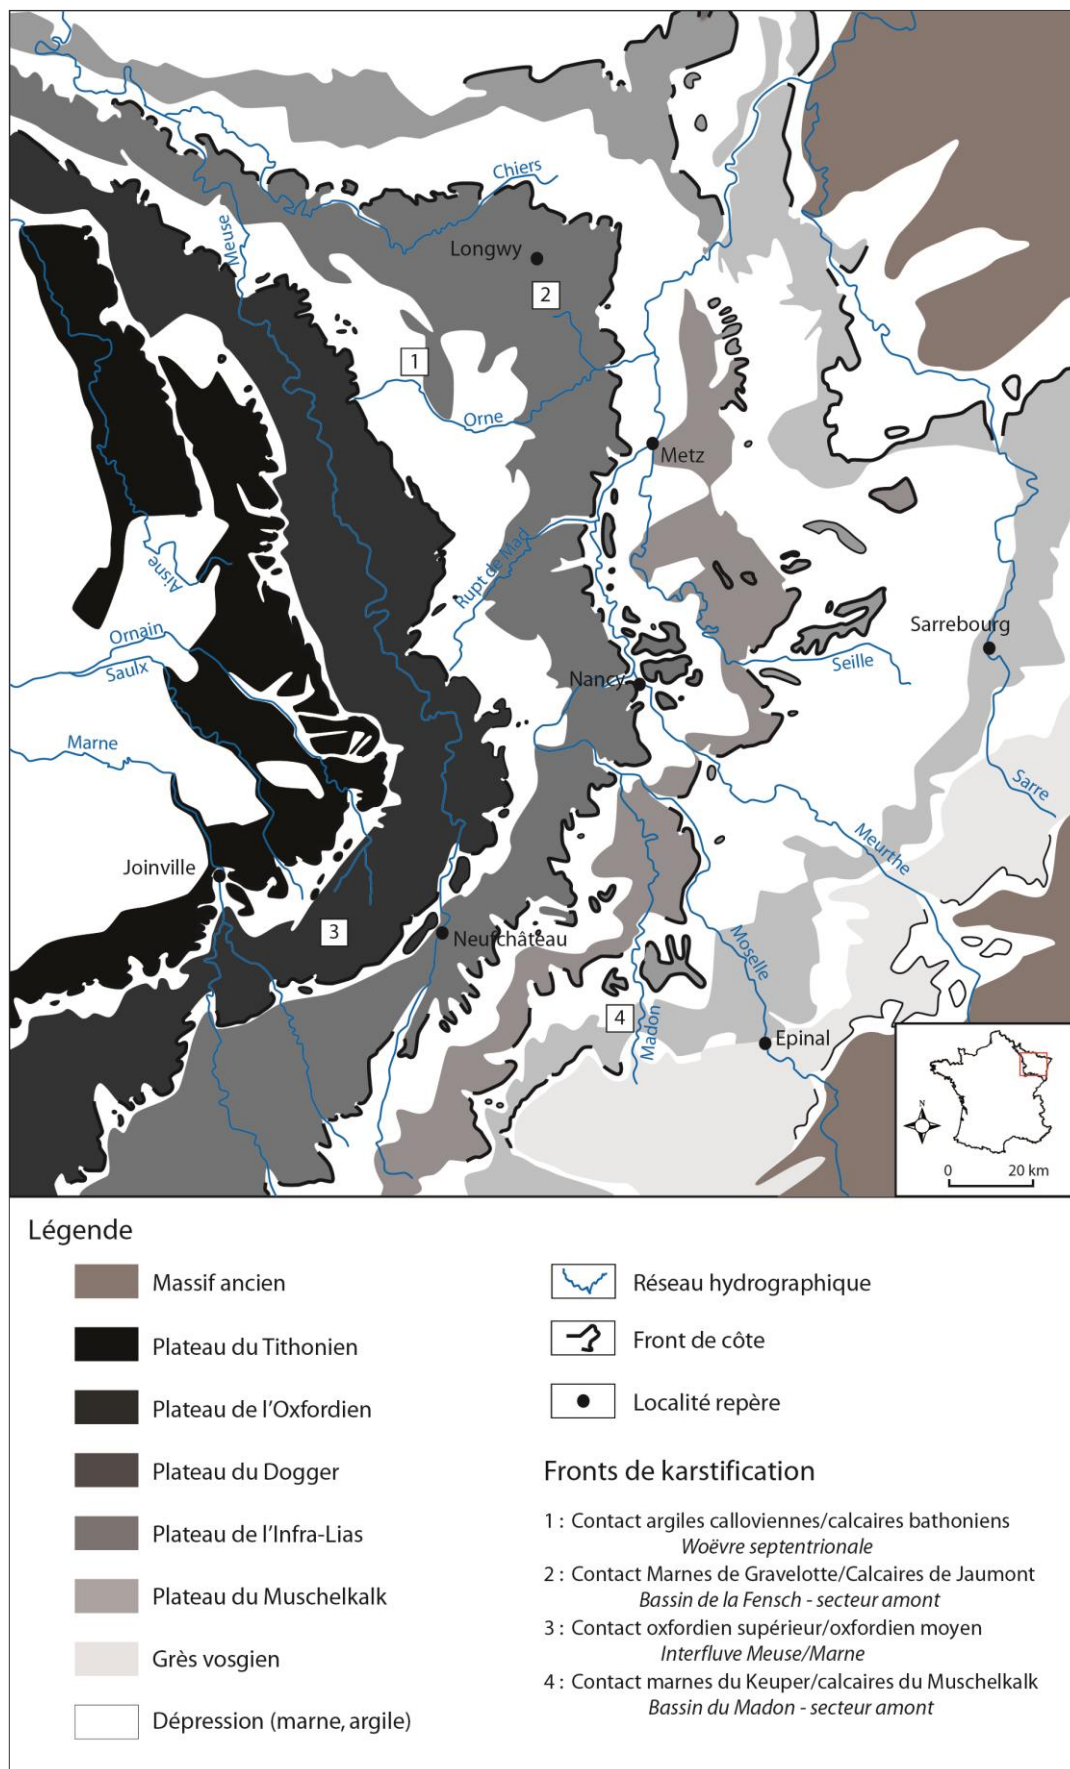 Chiers
Meuse
Longwy
2
1
Orne
Metz
Rupt de Mad
Aisne
Ornain
Saulx
Sarrebourg
Seille
Nancy
Marne
Sarre
Meurthe
Joinville
3
Neufchâteau
Moselle
4
Madon
Epinal
N
0 20 km
Légende
Massif ancien
Plateau du Tithonien
Plateau de l'Oxfordien
Plateau du Dogger
Plateau de l'Infra-Lias
Plateau du Muschelkalk
Grès vosgien
Dépression (marne, argile)
Réseau hydrographique
Front de côte
Localité repère
Fronts de karstification
1 : Contact argiles calloviennes/calcaires bathoniens
Woëvre septentrionale
2 : Contact Marnes de Gravelotte/Calcaires de Jaumont
Bassin de la Fensch - secteur amont
3 : Contact oxfordien supérieur/oxfordien moyen
Interfluve Meuse/Marne
4 : Contact marnes du Keuper/calcaires du Muschelkalk
Bassin du Madon - secteur amont